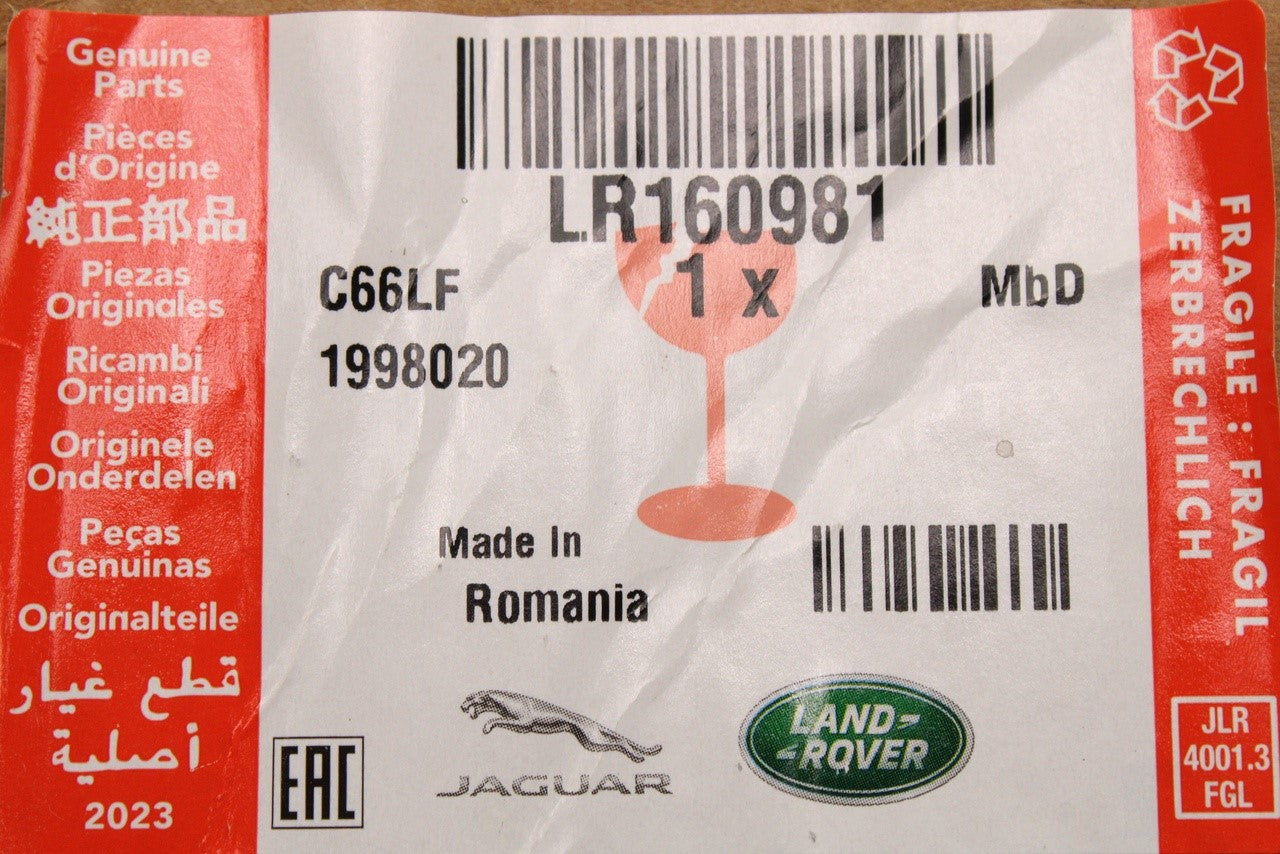 Genuine
Parts
Pièces
d'Origine
純正部品
Piezas
Originales
Ricambi
Originali
Originele
Onderdelen
Peças
Genuinas
Originalteile
قطع غيار
أصلية
2023
LR160981
C66LF
1 x
MbD
1998020
Made In
Romania
EAC
JAGUAR
LAND-
-ROVER
FRAGILE : FRAGIL
ZERBRECHLICH
JLR
4001.3
FGL